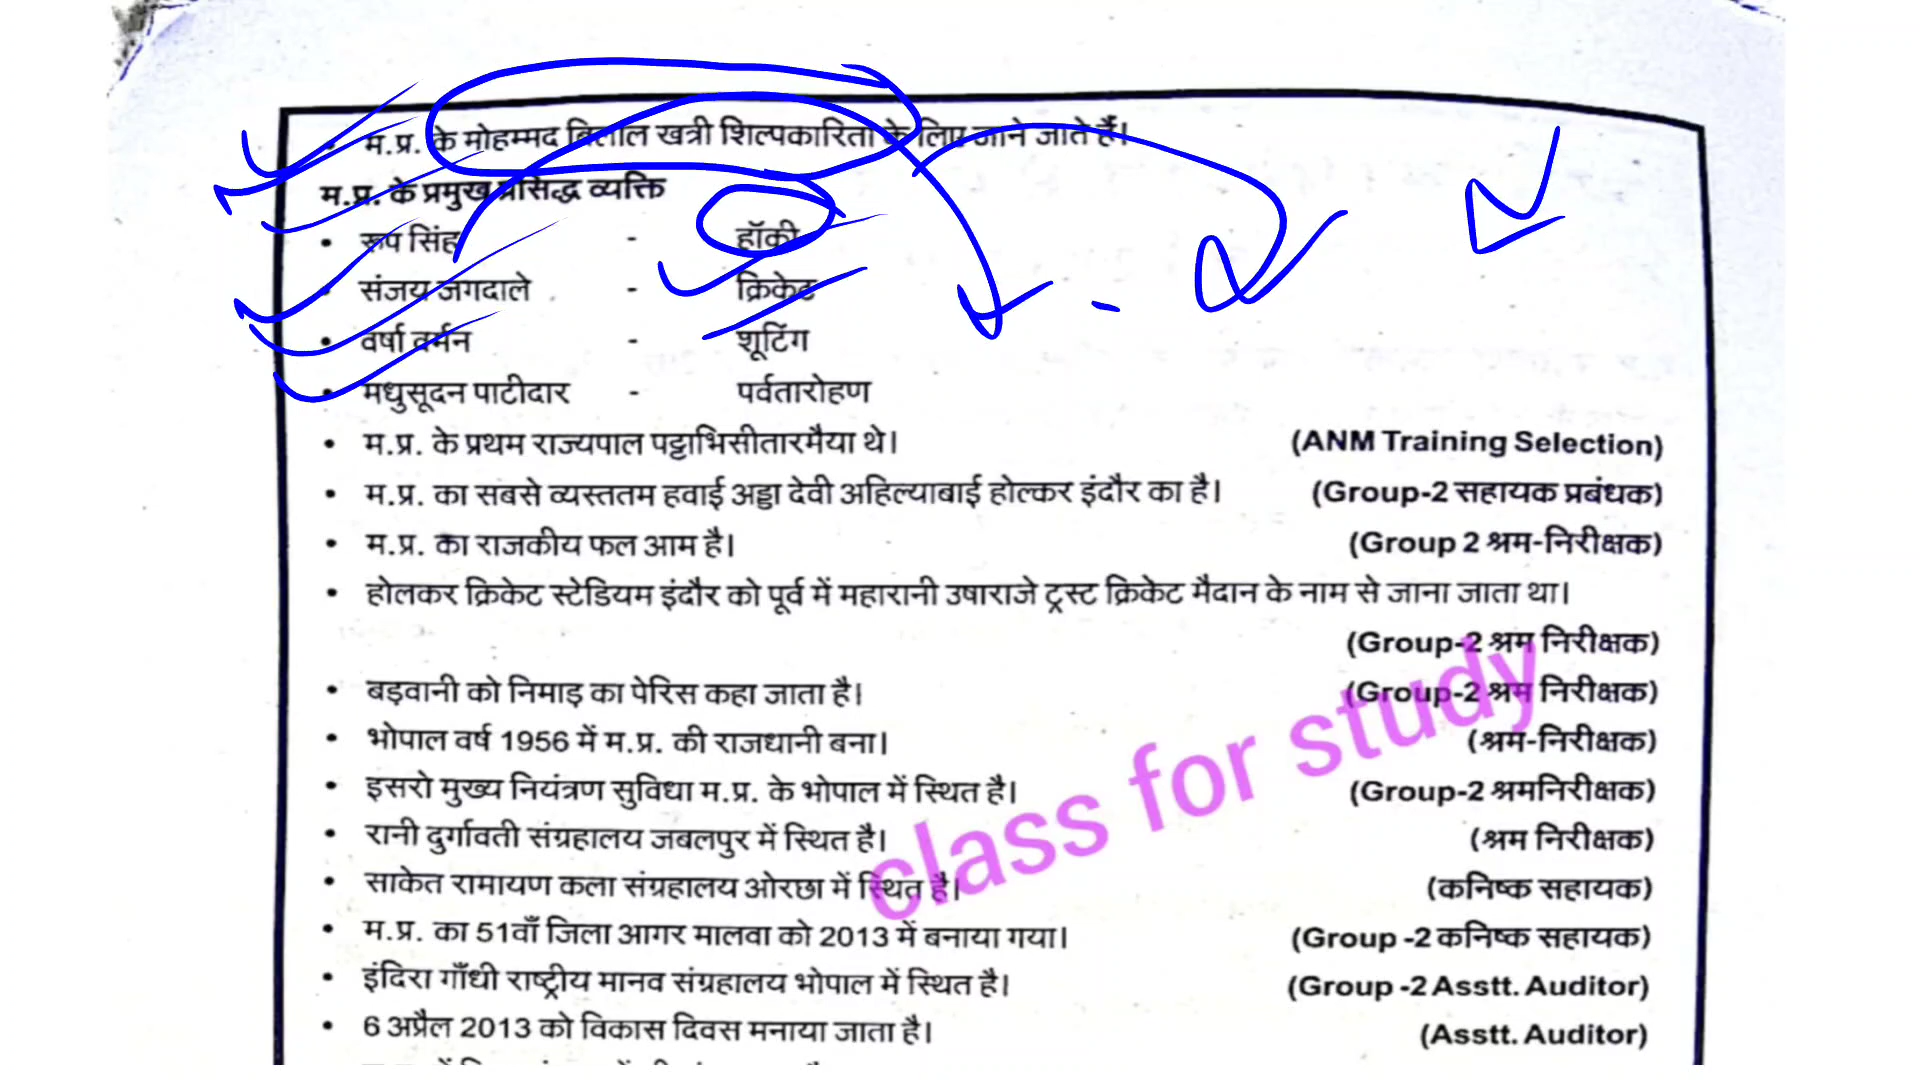 • म.प्र. के मोहम्मद बिलाल खत्री शिल्पकारिता के लिए जाने जाते हैं।
म.प्र. के प्रमुख प्रसिद्ध व्यक्ति
• रूप सिंह - हॉकी
• संजय जगदाले - क्रिकेट
• वर्षा वर्मन - शूटिंग
• मधुसूदन पाटीदार - पर्वतारोहण
• म.प्र. के प्रथम राज्यपाल पट्टाभिसीतारमैया थे। (ANM Training Selection)
• म.प्र. का सबसे व्यस्ततम हवाई अड्डा देवी अहिल्याबाई होल्कर इंदौर का है। (Group-2 सहायक प्रबंधक)
• म.प्र. का राजकीय फल आम है। (Group 2 श्रम-निरीक्षक)
• होलकर क्रिकेट स्टेडियम इंदौर को पूर्व में महारानी उषाराजे ट्रस्ट क्रिकेट मैदान के नाम से जाना जाता था।
(Group-2 श्रम निरीक्षक)
• बड़वानी को निमाड़ का पेरिस कहा जाता है। (Group-2 श्रम निरीक्षक)
• भोपाल वर्ष 1956 में म.प्र. की राजधानी बना। (श्रम-निरीक्षक)
• इसरो मुख्य नियंत्रण सुविधा म.प्र. के भोपाल में स्थित है। (Group-2 श्रमनिरीक्षक)
• रानी दुर्गावती संग्रहालय जबलपुर में स्थित है। (श्रम निरीक्षक)
• साकेत रामायण कला संग्रहालय ओरछा में स्थित है। (कनिष्क सहायक)
• म.प्र. का 51वाँ जिला आगर मालवा को 2013 में बनाया गया। (Group -2 कनिष्क सहायक)
• इंदिरा गाँधी राष्ट्रीय मानव संग्रहालय भोपाल में स्थित है। (Group -2 Asstt. Auditor)
• 6 अप्रैल 2013 को विकास दिवस मनाया जाता है। (Asstt. Auditor)
class for study